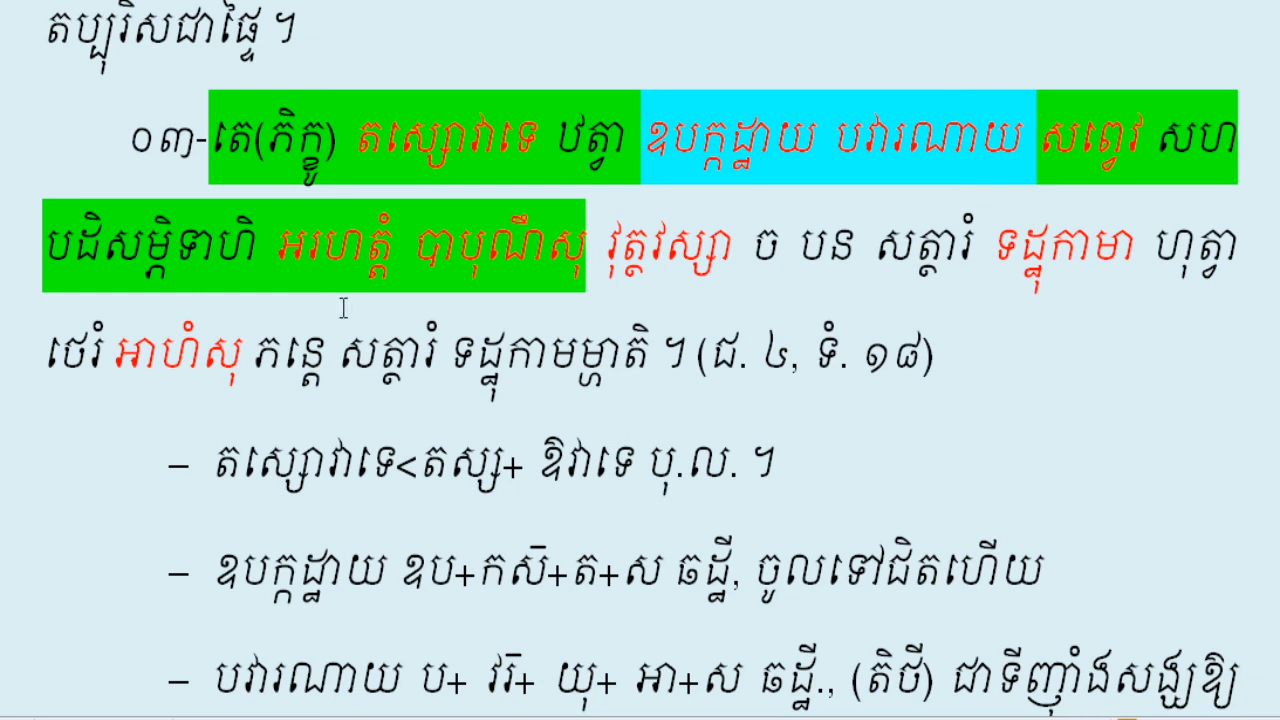 តប្បុរិសជាផ្ទៃ ។
០៣-តេ(ភិក្ខូ) តស្សោវាទេ ឋត្វា ឧបក្កដ្ឋាយ បវារណាយ សព្វេវ សហ
បដិសម្ភិទាហិ អរហត្តំ បាបុណឹសុ វុត្ថវស្សា ច បន សត្ថារំ ទដ្ឋុកាមា ហុត្វា
ថេរំ អាហំសុ ភន្តេ សត្ថារំ ទដ្ឋុកាមម្ហាតិ ។ (ជ. ៤, ទំ. ១៨)
– តស្សោវាទេ<តស្ស+ ឱវាទេ បុ.ល. ។
– ឧបក្កដ្ឋាយ ឧប+កស៑+ត+ស ឆដ្ឋី, ចូលទៅជិតហើយ
– បវារណាយ ប+ វរ៑+ យុ+ អា+ស ឆដ្ឋី., (តិថី) ជាទីញ៉ាំងសង្ឃឱ្យ